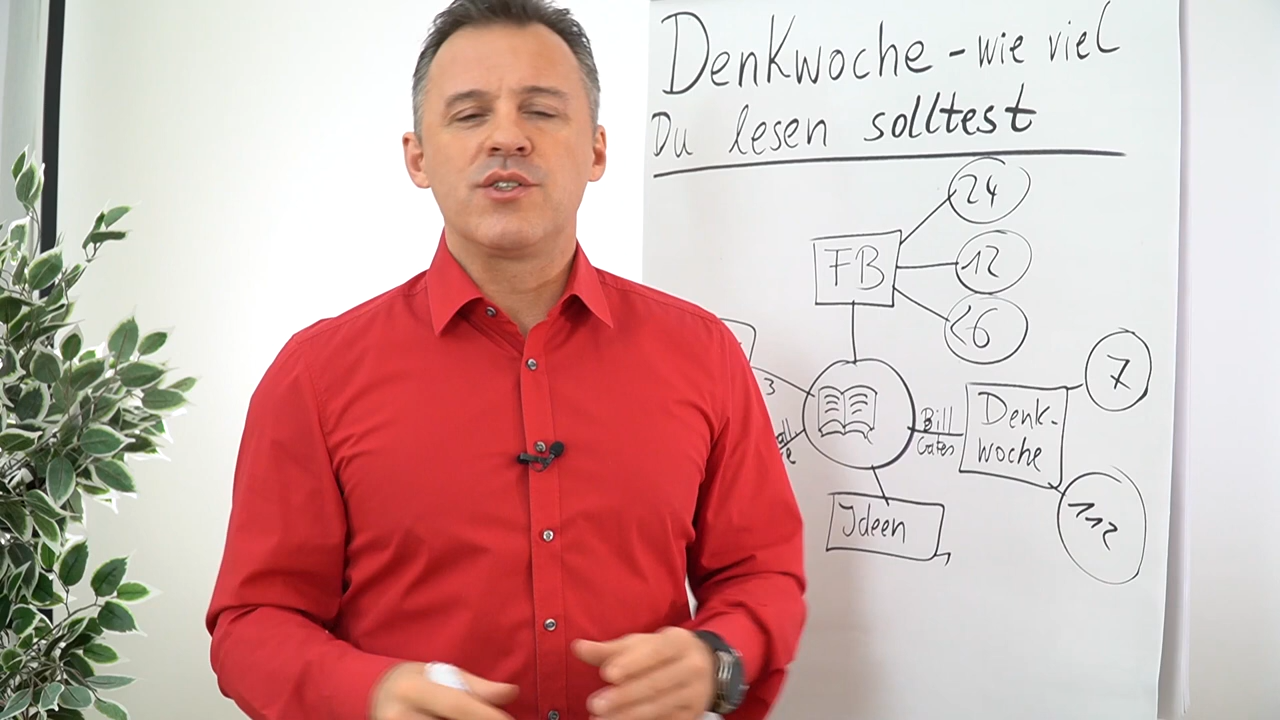 Denkwoche - wie viel
Du lesen solltest
24
FB
12
<6
7
3
Bill
Gates
Denk-
woche
Ideen
112